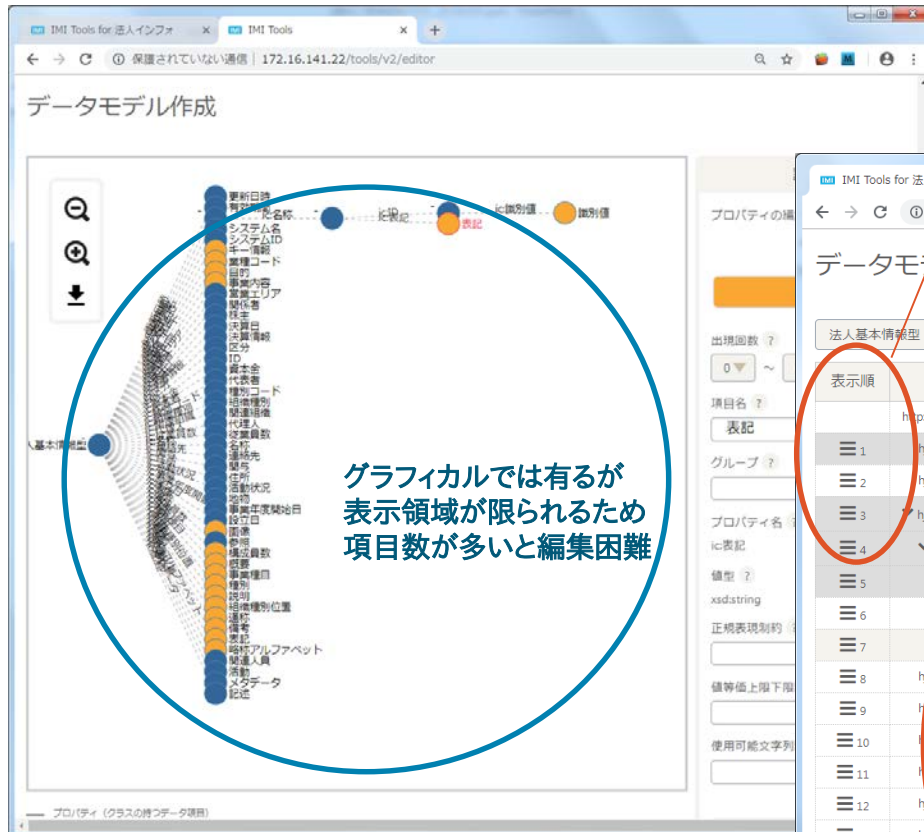 IMI Tools for 法人インフォ
IMI Tools
保護されていない通信 | 172.16.141.22/tools/v2/editor
データモデル作成
更新日時
名称
ic表記
ic識別値
識別値
表記
システム名
システムID
キー情報
業種コード
目的
事業内容
営業エリア
関係者
株主
決算日
決算情報
区分
ID
資本金
代表者
種別コード
組織種別
関連組織
代理人
従業員数
名称
連絡先
関与
住所
活動状況
地物
事業年度開始日
設立日
画像
参照
構成員数
概要
事業種目
種別
説明
組織種別位置
通称
備考
表記
略称アルファベット
関連人員
活動
メタデータ
記述
人基本情報型
グラフィカルでは有るが
表示領域が限られるため
項目数が多いと編集困難
プロパティ（クラスの持つデータ項目）
プロパティの編
出現回数 ?
0 ～
項目名 ?
表記
グループ ?
プロパティ名
ic表記
値型 ?
xsd:string
正規表現制約
値等価上限下限
使用可能文字列
IMI Tools for 法
データモデ
法人基本情報型
表示順
1
2
3
4
5
6
7
8
9
10
11
12